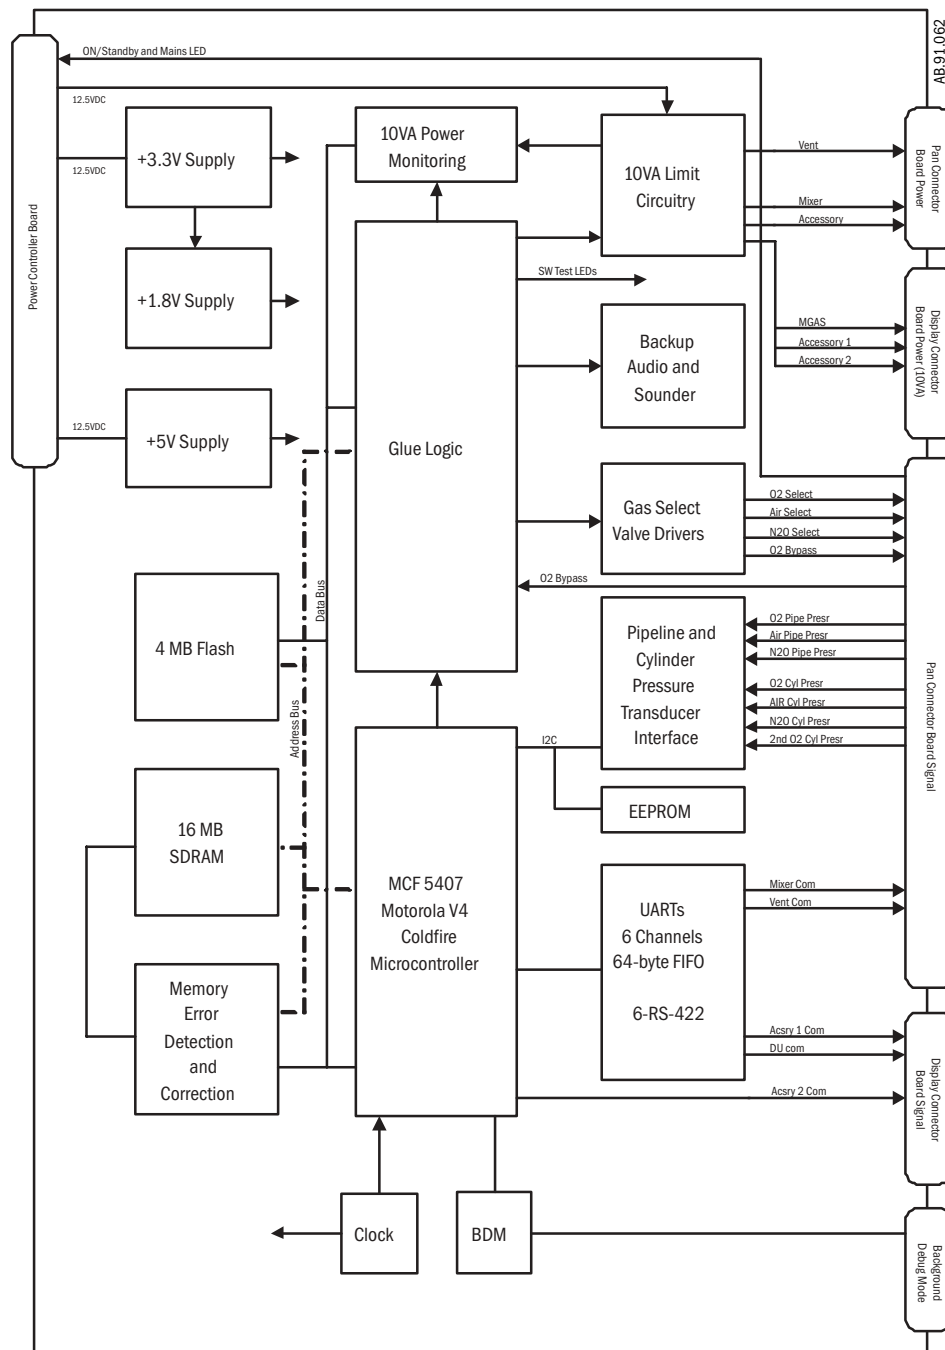 AB.91.062
ON/Standby and Mains LED
12.5VDC
12.5VDC
Power Controller Board
+3.3V Supply
+1.8V Supply
12.5VDC
+5V Supply
10VA Power
Monitoring
10VA Limit
Circuitry
Vent
Mixer
Accessory
Pan Connector
Board Power
SW Test LEDs
MGAS
Accessory 1
Accessory 2
Display Connector
Board Power (10VA)
Backup
Audio and
Sounder
Glue Logic
Gas Select
Valve Drivers
O2 Select
Air Select
N2O Select
O2 Bypass
O2 Bypass
Data Bus
Address Bus
4 MB Flash
Pipeline and
Cylinder
Pressure
Transducer
Interface
O2 Pipe Presr
Air Pipe Presr
N2O Pipe Presr
O2 Cyl Presr
AIR Cyl Presr
N2O Cyl Presr
2nd O2 Cyl Presr
Pan Connector Board Signal
I2C
EEPROM
16 MB
SDRAM
MCF 5407
Motorola V4
Coldfire
Microcontroller
UARTs
6 Channels
64-byte FIFO
6-RS-422
Mixer Com
Vent Com
Memory
Error
Detection
and
Correction
Acsry 1 Com
DU com
Acsry 2 Com
Display Connector
Board Signal
Clock
BDM
Background
Debug Mode